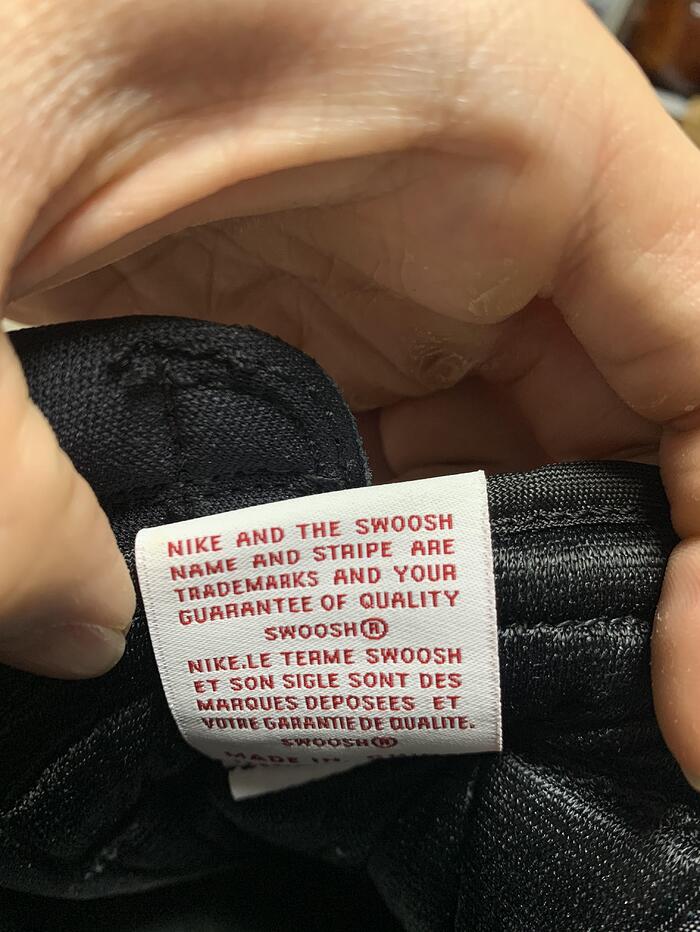 NIKE AND THE SWOOSH
NAME AND STRIPE ARE
TRADEMARKS AND YOUR
GUARANTEE OF QUALITY
SWOOSH®
NIKE.LE TERME SWOOSH
ET SON SIGLE SONT DES
MARQUES DEPOSEES ET
VOTRE GARANTIE DE QUALITE.
SWOOSH®
MADE IN